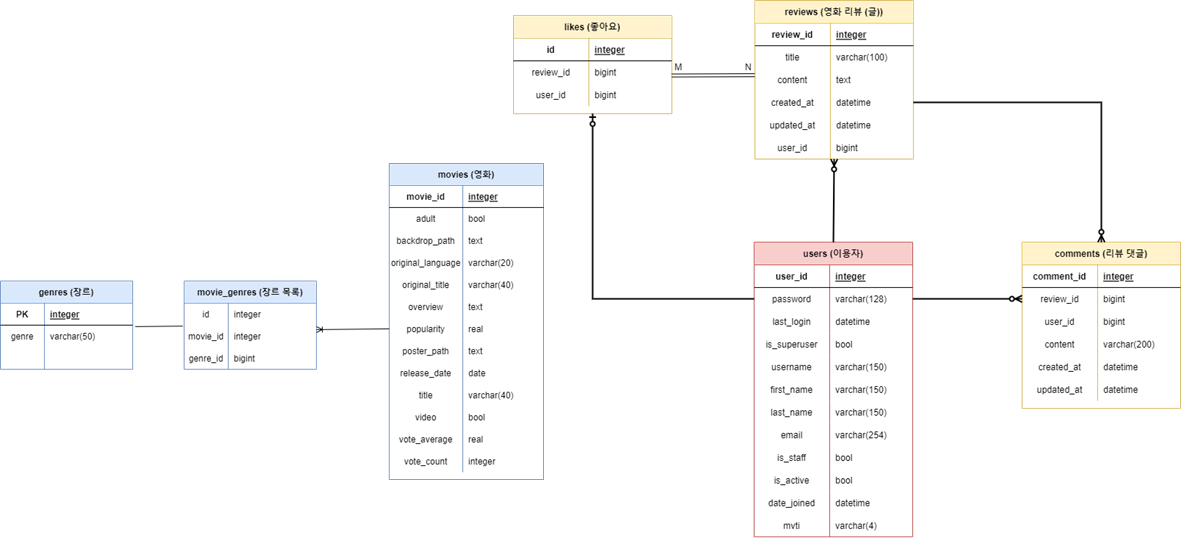 likes (좋아요)
id integer
review_id bigint
user_id bigint
M N
reviews (영화 리뷰 (글))
review_id integer
title varchar(100)
content text
created_at datetime
updated_at datetime
user_id bigint
movies (영화)
movie_id integer
adult bool
backdrop_path text
original_language varchar(20)
original_title varchar(40)
overview text
popularity real
poster_path text
release_date date
title varchar(40)
video bool
vote_average real
vote_count integer
genres (장르)
PK integer
genre varchar(50)
movie_genres (장르 목록)
id integer
movie_id integer
genre_id bigint
users (이용자)
user_id integer
password varchar(128)
last_login datetime
is_superuser bool
username varchar(150)
first_name varchar(150)
last_name varchar(150)
email varchar(254)
is_staff bool
is_active bool
date_joined datetime
mvti varchar(4)
comments (리뷰 댓글)
comment_id integer
review_id bigint
user_id bigint
content varchar(200)
created_at datetime
updated_at datetime